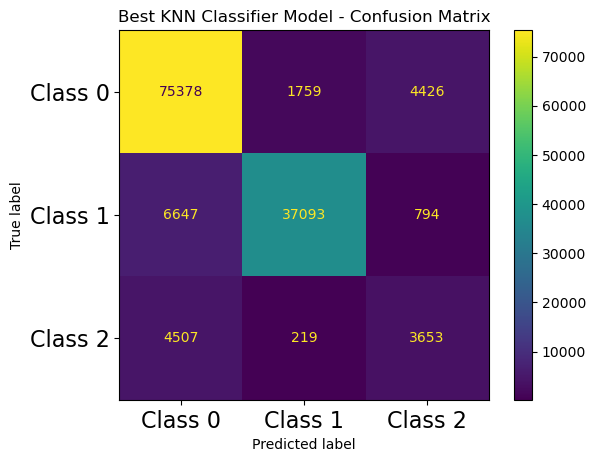 Best KNN Classifier Model - Confusion Matrix
Class 0 75378 1759 4426
Class 1 6647 37093 794
Class 2 4507 219 3653
Class 0 Class 1 Class 2
Predicted label
True label
70000
60000
50000
40000
30000
20000
10000